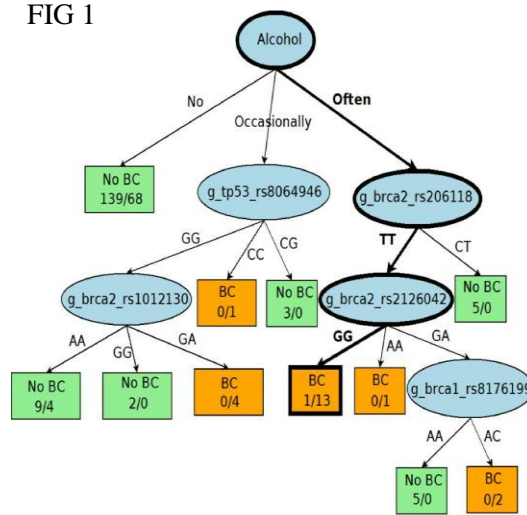 FIG 1
Alcohol
No
Occasionally
Often
No BC
139/68
g_tp53_rs8064946
g_brca2_rs206118
GG
CC
CG
TT
CT
g_brca2_rs1012130
BC
0/1
No BC
3/0
g_brca2_rs2126042
No BC
5/0
AA
GG
GA
GG
AA
GA
No BC
9/4
No BC
2/0
BC
0/4
BC
1/13
BC
0/1
g_brca1_rs8176199
AA
AC
No BC
5/0
BC
0/2